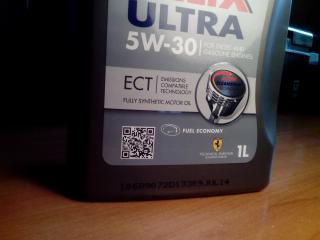 ULTRA
5W-30
FOR DIESEL AND
GASOLINE ENGINES
ECT
EMISSIONS
COMPATIBLE
TECHNOLOGY
FULLY SYNTHETIC MOTOR OIL
FUEL ECONOMY
1L